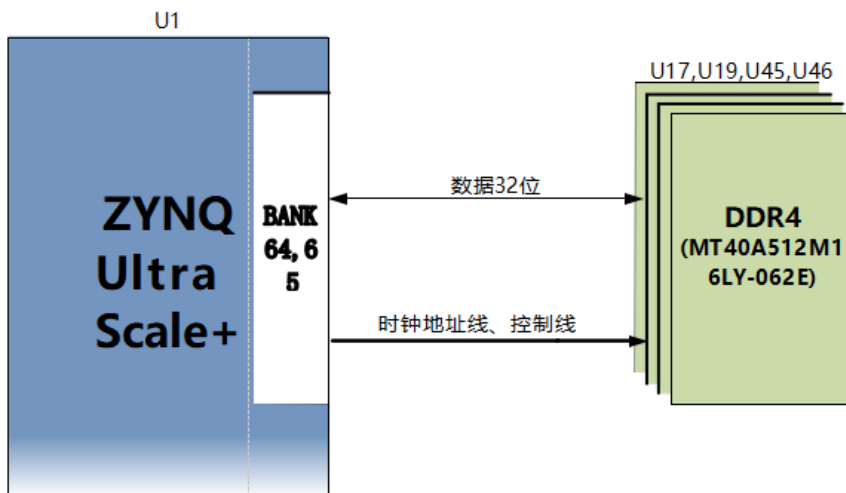 U1
U17,U19,U45,U46
ZYNQ
Ultra
Scale+
BANK
64, 6
5
数据32位
时钟地址线、控制线
DDR4
(MT40A512M1
6LY-062E)